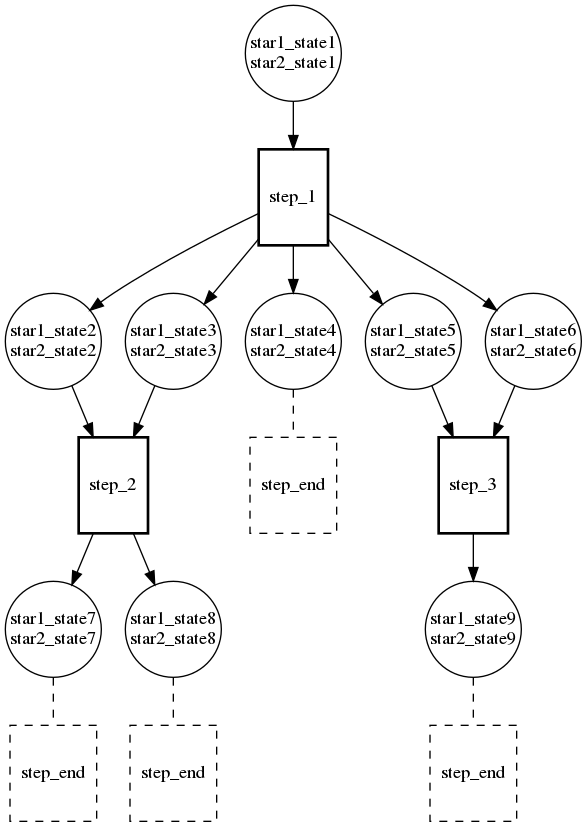 star1_state1
star2_state1
step_1
star1_state2
star2_state2
star1_state3
star2_state3
star1_state4
star2_state4
star1_state5
star2_state5
star1_state6
star2_state6
step_2
step_end
step_3
star1_state7
star2_state7
star1_state8
star2_state8
star1_state9
star2_state9
step_end
step_end
step_end